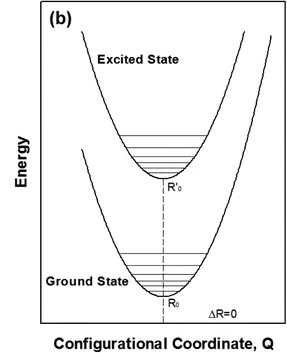 (b)
Excited State
R'₀
Energy
Ground State
R₀
ΔR=0
Configurational Coordinate, Q